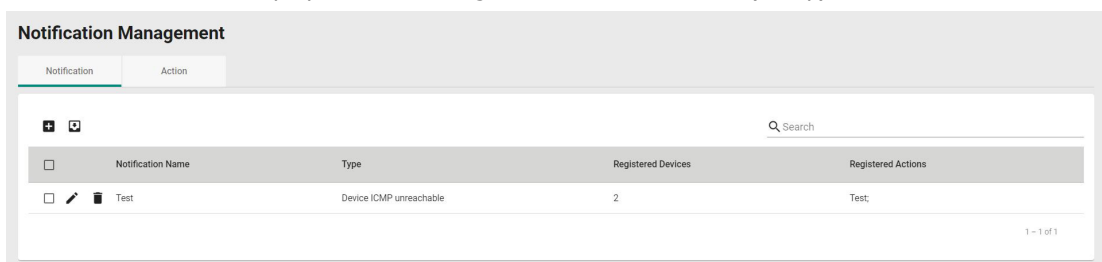 Notification Management
Notification Action
Search
Notification Name Type Registered Devices Registered Actions
Test Device ICMP unreachable 2 Test;
1 – 1 of 1